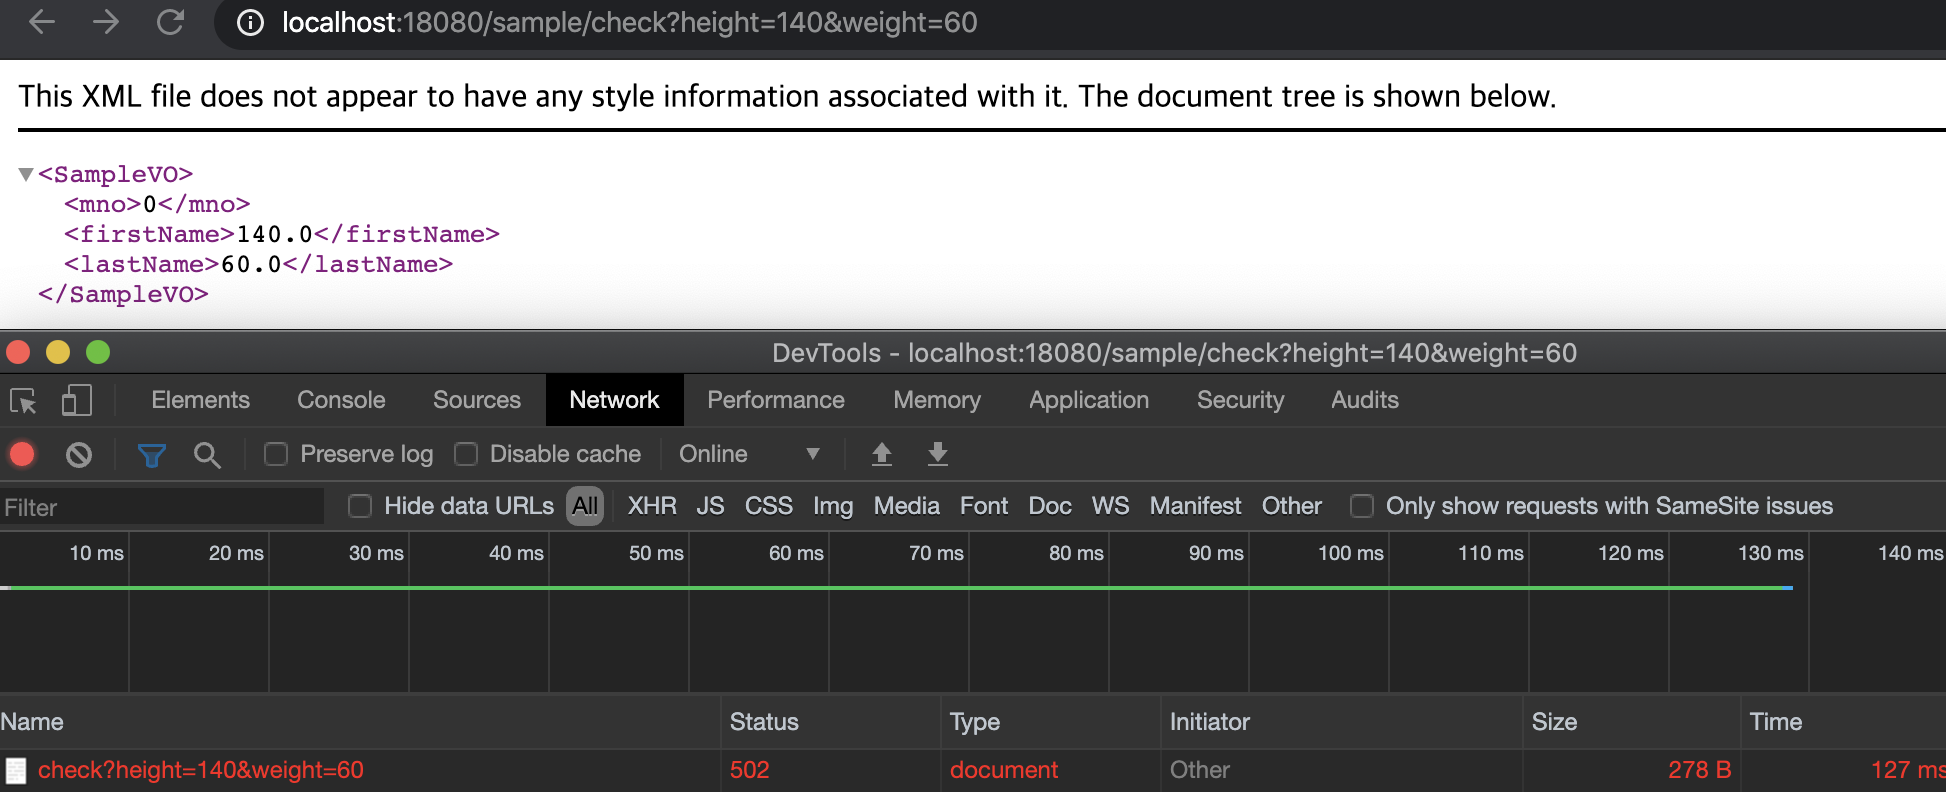 localhost:18080/sample/check?height=140&weight=60
This XML file does not appear to have any style information associated with it. The document tree is shown below.
<SampleVO>
<mno>0</mno>
<firstName>140.0</firstName>
<lastName>60.0</lastName>
</SampleVO>
DevTools - localhost:18080/sample/check?height=140&weight=60
Elements Console Sources Network Performance Memory Application Security Audits
Preserve log Disable cache Online
Filter Hide data URLs All XHR JS CSS Img Media Font Doc WS Manifest Other Only show requests with SameSite issues
10 ms 20 ms 30 ms 40 ms 50 ms 60 ms 70 ms 80 ms 90 ms 100 ms 110 ms 120 ms 130 ms 140 ms
Name Status Type Initiator Size Time
check?height=140&weight=60 502 document Other 278 B 127 ms